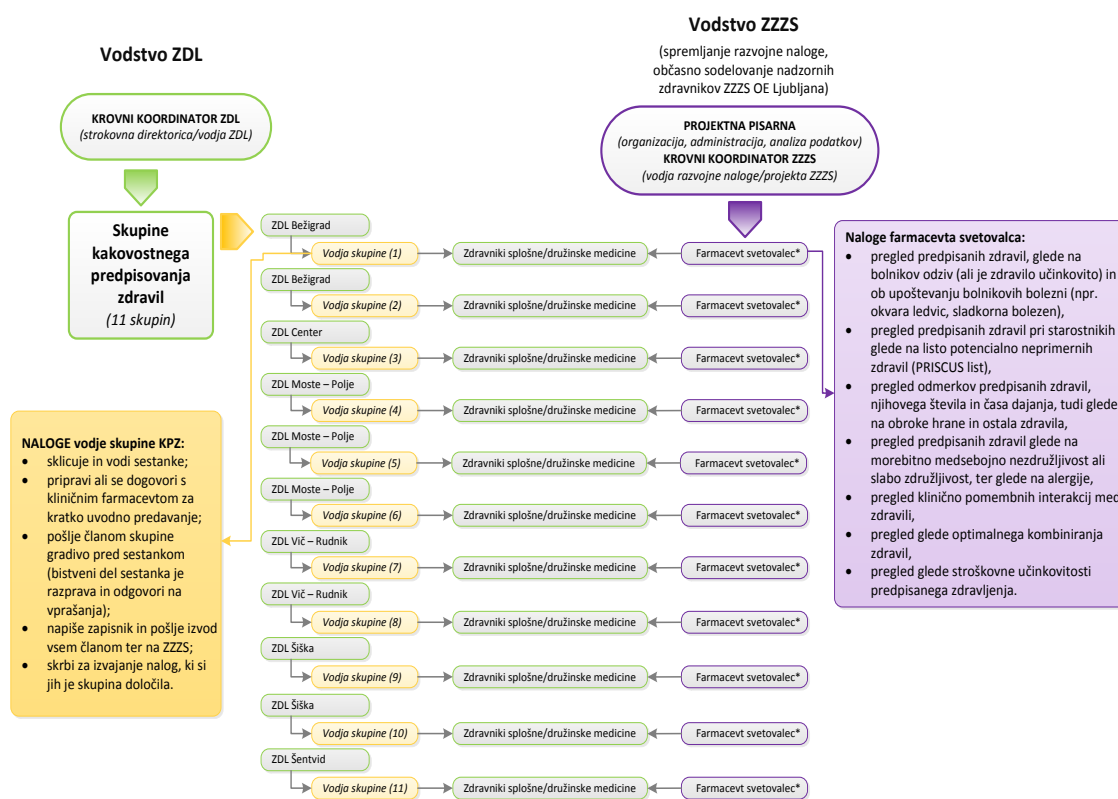 Vodstvo ZDL
KROVNI KOORDINATOR ZDL
(strokovna direktorica/vodja ZDL)
Skupine
kakovostnega
predpisovanja
zdravil
(11 skupin)
Vodstvo ZZZS
(spremljanje razvojne naloge,
občasno sodelovanje nadzornih
zdravnikov ZZZS OE Ljubljana)
PROJEKTNA PISARNA
(organizacija, administracija, analiza podatkov)
KROVNI KOORDINATOR ZZZS
(vodja razvojne naloge/projekta ZZZS)
ZDL Bežigrad
Vodja skupine (1) Zdravniki splošne/družinske medicine Farmacevt svetovalec*
ZDL Bežigrad
Vodja skupine (2) Zdravniki splošne/družinske medicine Farmacevt svetovalec*
ZDL Center
Vodja skupine (3) Zdravniki splošne/družinske medicine Farmacevt svetovalec*
ZDL Moste – Polje
Vodja skupine (4) Zdravniki splošne/družinske medicine Farmacevt svetovalec*
ZDL Moste – Polje
Vodja skupine (5) Zdravniki splošne/družinske medicine Farmacevt svetovalec*
ZDL Moste – Polje
Vodja skupine (6) Zdravniki splošne/družinske medicine Farmacevt svetovalec*
ZDL Vič – Rudnik
Vodja skupine (7) Zdravniki splošne/družinske medicine Farmacevt svetovalec*
ZDL Vič – Rudnik
Vodja skupine (8) Zdravniki splošne/družinske medicine Farmacevt svetovalec*
ZDL Šiška
Vodja skupine (9) Zdravniki splošne/družinske medicine Farmacevt svetovalec*
ZDL Šiška
Vodja skupine (10) Zdravniki splošne/družinske medicine Farmacevt svetovalec*
ZDL Šentvid
Vodja skupine (11) Zdravniki splošne/družinske medicine Farmacevt svetovalec*
NALOGE vodje skupine KPZ:
• sklicuje in vodi sestanke;
• pripravi ali se dogovori s
kliničnim farmacevtom za
kratko uvodno predavanje;
• pošlje članom skupine
gradivo pred sestankom
(bistveni del sestanka je
razprava in odgovori na
vprašanja);
• napiše zapisnik in pošlje izvod
vsem članom ter na ZZZS;
• skrbi za izvajanje nalog, ki si
jih je skupina določila.
Naloge farmacevta svetovalca:
• pregled predpisanih zdravil, glede na
bolnikov odziv (ali je zdravilo učinkovito) in
ob upoštevanju bolnikovih bolezni (npr.
okvara ledvic, sladkorna bolezen),
• pregled predpisanih zdravil pri starostnikih
glede na listo potencialno neprimernih
zdravil (PRISCUS list),
• pregled odmerkov predpisanih zdravil,
njihovega števila in časa dajanja, tudi glede
na obroke hrane in ostala zdravila,
• pregled predpisanih zdravil glede na
morebitno medsebojno nezdružljivost ali
slabo združljivost, ter glede na alergije,
• pregled klinično pomembnih interakcij med
zdravili,
• pregled glede optimalnega kombiniranja
zdravil,
• pregled glede stroškovne učinkovitosti
predpisanega zdravljenja.